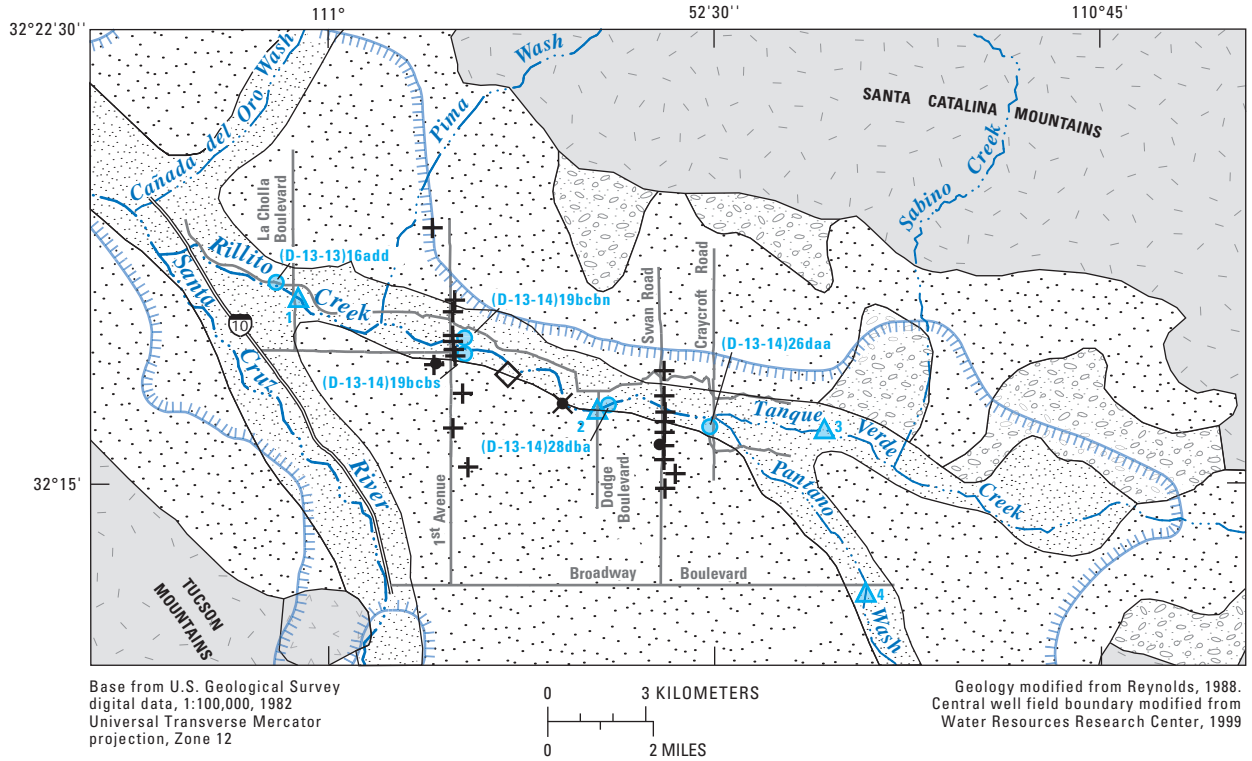 111°
52'30''
110°45'
32°22'30''
Wash
Pima
Cañada del Oro Wash
SANTA CATALINA MOUNTAINS
Sabino Creek
La Cholla
Boulevard
(D-13-13)16add
Rillito
Creek
1
Santa
10
Cruz
River
(D-13-14)19bcbn
(D-13-14)19bcbs
Swan Road
Craycroft Road
(D-13-14)26daa
2
(D-13-14)28dba
Dodge
Boulevard
Tanque
Verde
Creek
3
Pantano
Wash
4
32°15'
1st Avenue
Broadway Boulevard
TUCSON
MOUNTAINS
Base from U.S. Geological Survey
digital data, 1:100,000, 1982
Universal Transverse Mercator
projection, Zone 12
0 3 KILOMETERS
0 2 MILES
Geology modified from Reynolds, 1988.
Central well field boundary modified from
Water Resources Research Center, 1999